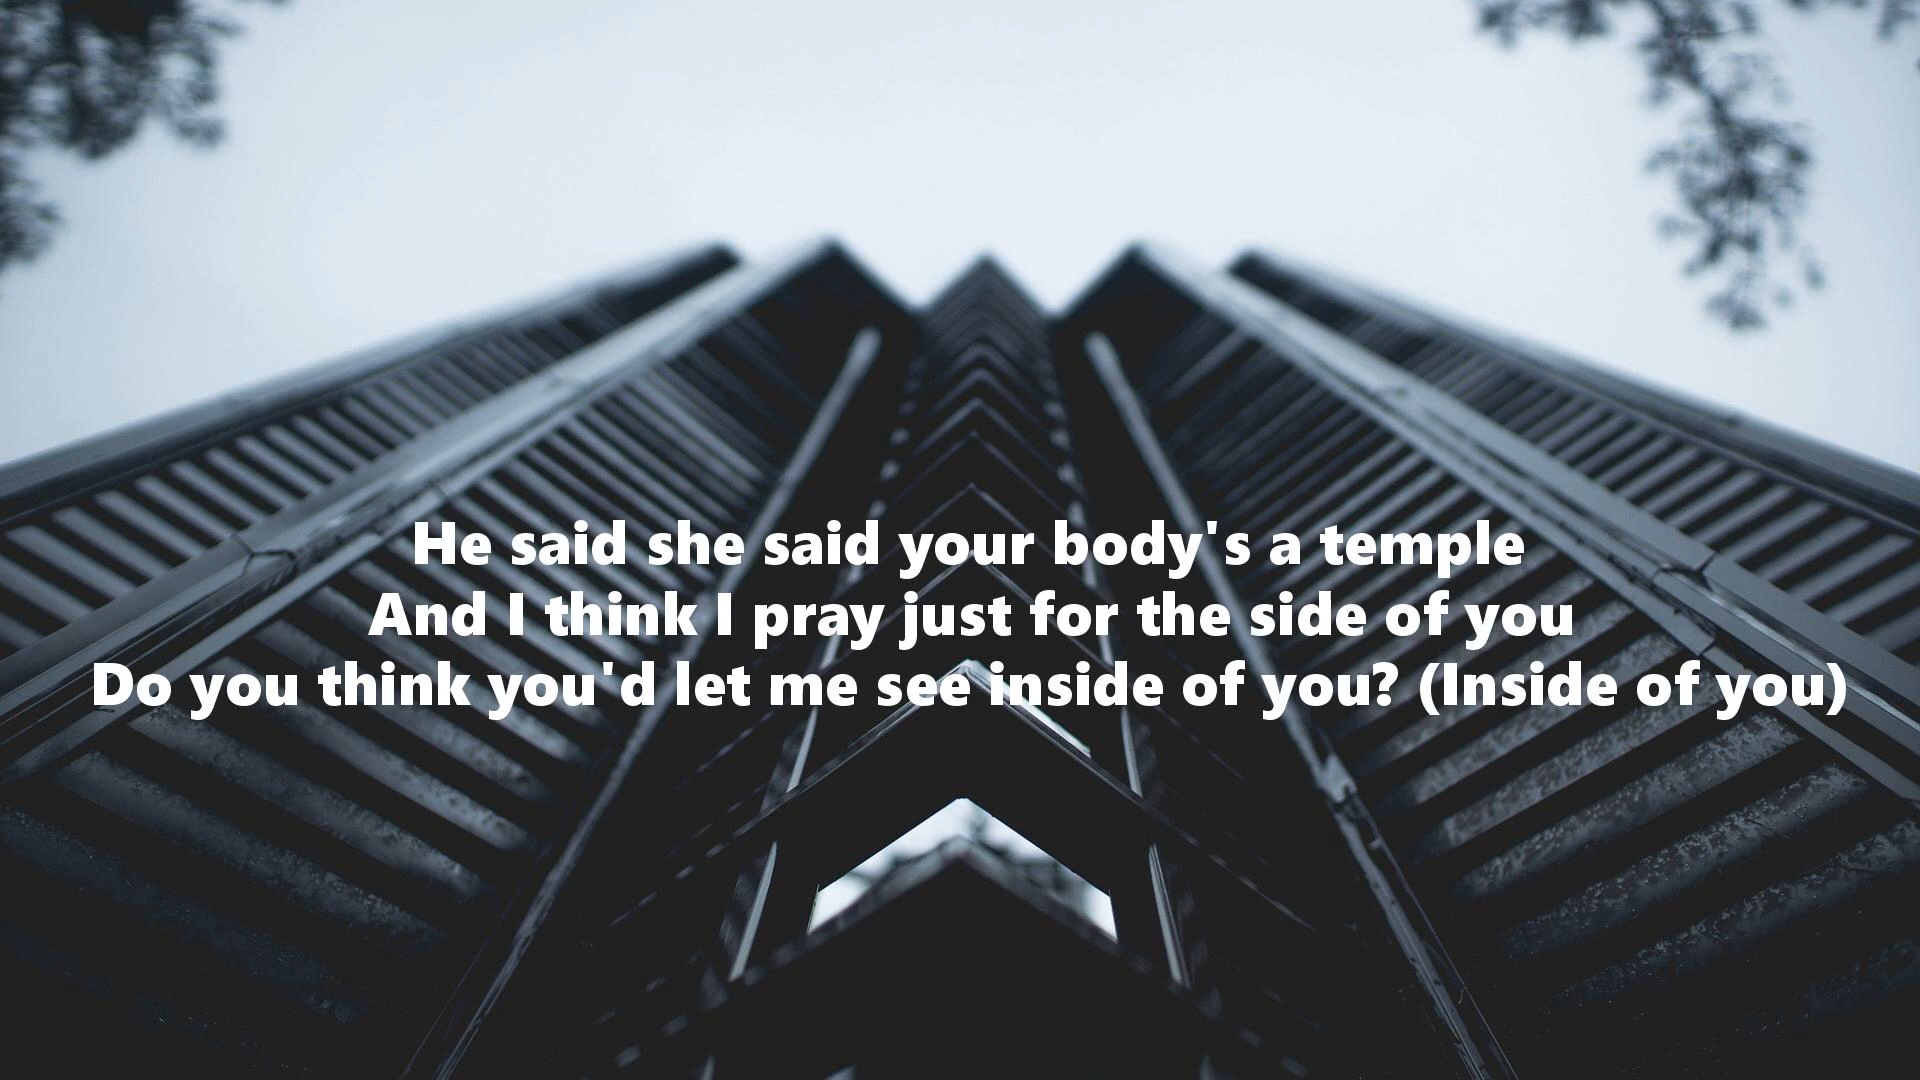 He said she said your body's a temple
And I think I pray just for the side of you
Do you think you'd let me see inside of you? (Inside of you)